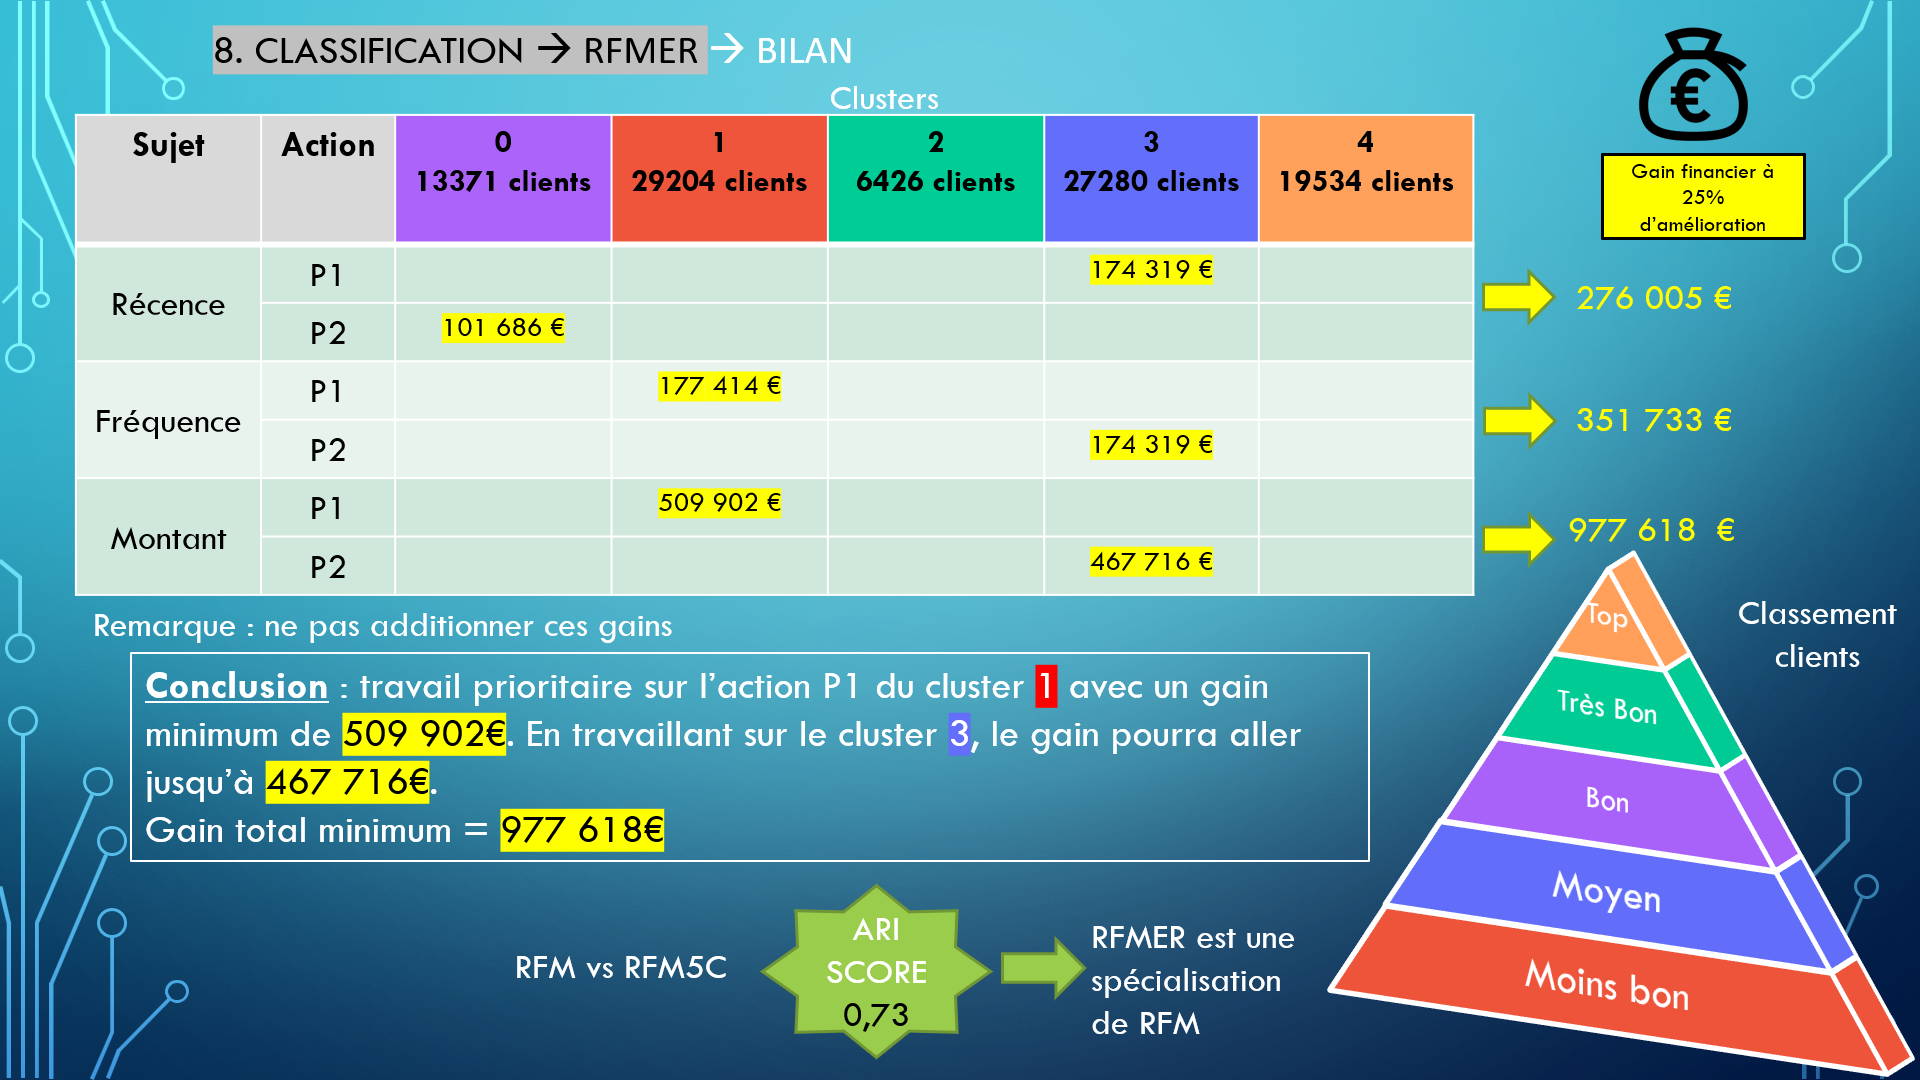 8. CLASSIFICATION → RFMER → BILAN
Clusters
€
Gain financier à
25%
d’amélioration
Sujet Action 0 1 2 3 4
13371 clients 29204 clients 6426 clients 27280 clients 19534 clients
Récence P1 174 319 €
P2 101 686 €
276 005 €
Fréquence P1 177 414 €
P2 174 319 €
351 733 €
Montant P1 509 902 €
P2 467 716 €
977 618 €
Remarque : ne pas additionner ces gains
Conclusion : travail prioritaire sur l’action P1 du cluster 1 avec un gain
minimum de 509 902€. En travaillant sur le cluster 3, le gain pourra aller
jusqu’à 467 716€.
Gain total minimum = 977 618€
Classement
clients
Top
Très Bon
Bon
Moyen
Moins bon
RFM vs RFM5C
ARI
SCORE
0,73
RFMER est une
spécialisation
de RFM